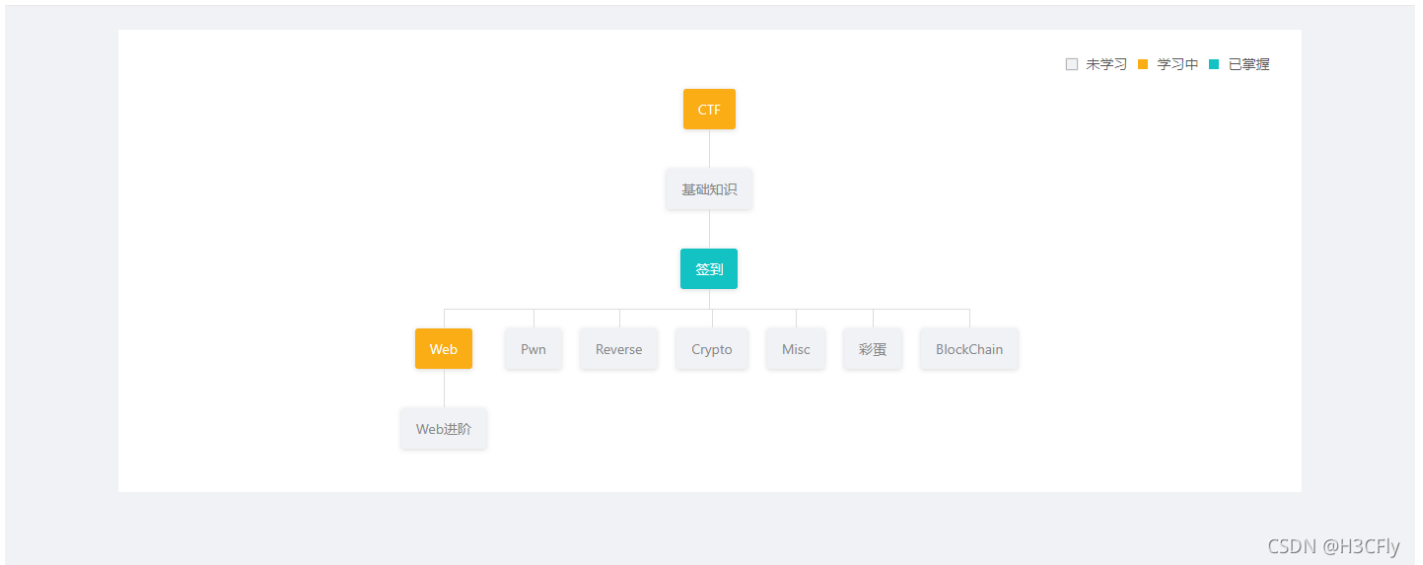 未学习 学习中 已掌握
CTF
基础知识
签到
Web Pwn Reverse Crypto Misc 彩蛋 BlockChain
Web进阶
CSDN @H3CFly